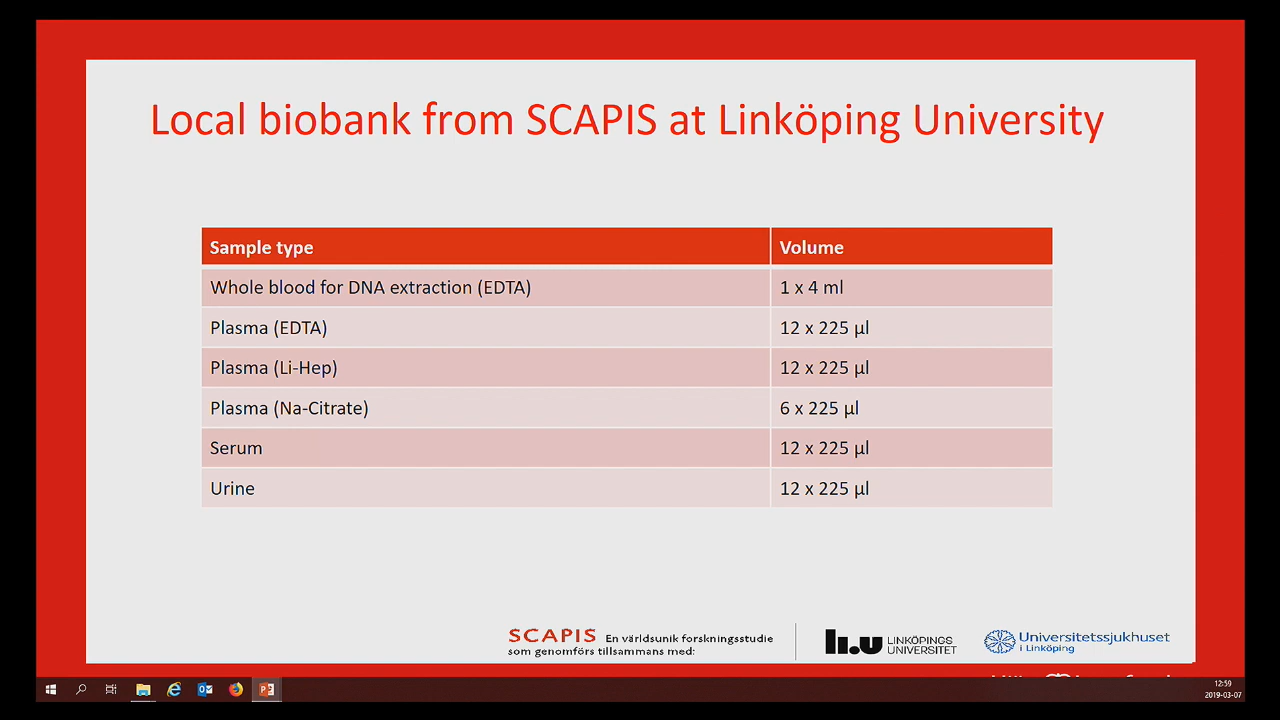 Local biobank from SCAPIS at Linköping University
Sample type Volume
Whole blood for DNA extraction (EDTA) 1 x 4 ml
Plasma (EDTA) 12 x 225 µl
Plasma (Li-Hep) 12 x 225 µl
Plasma (Na-Citrate) 6 x 225 µl
Serum 12 x 225 µl
Urine 12 x 225 µl
SCAPIS En världsunik forskningsstudie
som genomförs tillsammans med:
li.u LINKÖPINGS
UNIVERSITET
Universitetssjukhuset
i Linköping
12:59
2019-03-07